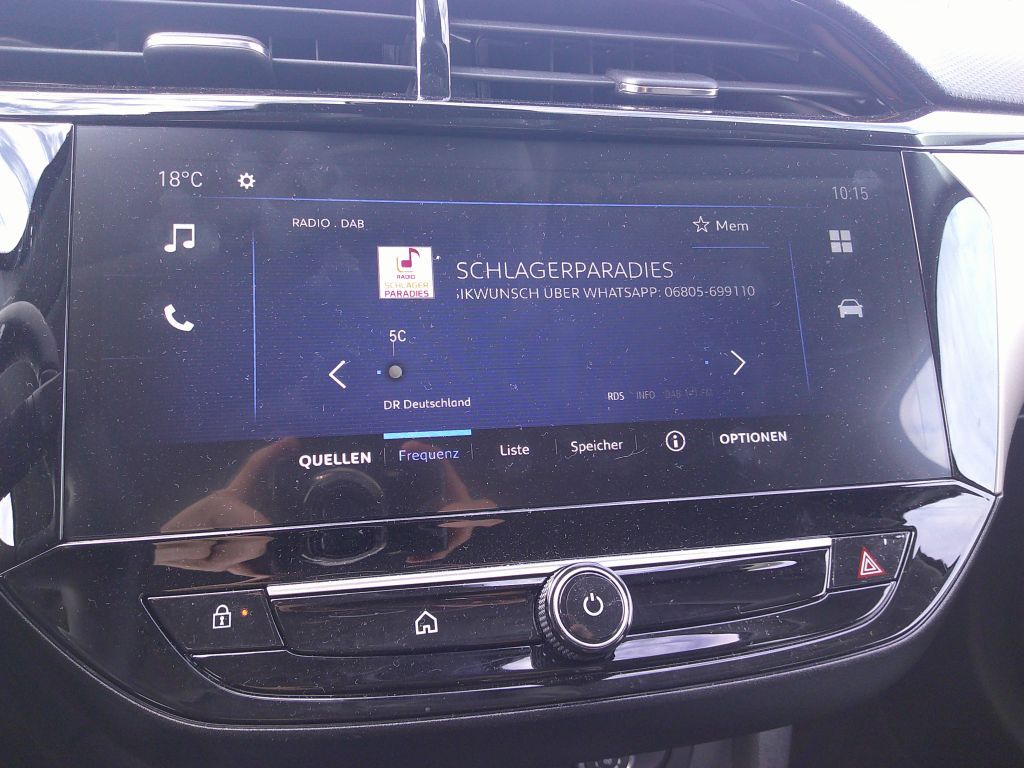 18°C
10:15
RADIO . DAB
Mem
RADIO
SCHLAGER
PARADIES
SCHLAGERPARADIES
IKWUNSCH ÜBER WHATSAPP: 06805-699110
5C
DR Deutschland
RDS INFO
QUELLEN Frequenz Liste Speicher OPTIONEN